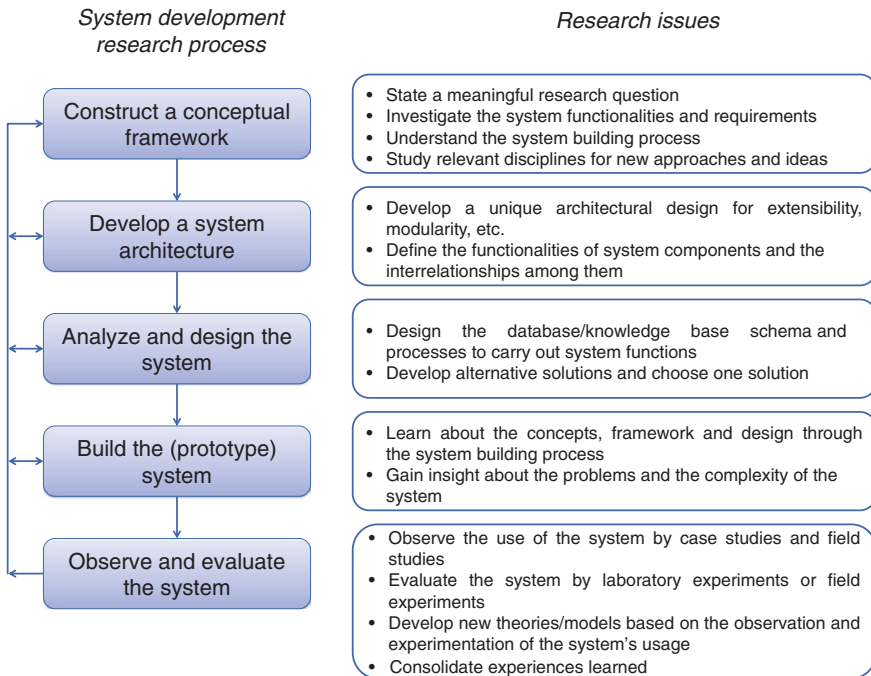 System development
research process
Research issues
Construct a conceptual
framework
• State a meaningful research question
• Investigate the system functionalities and requirements
• Understand the system building process
• Study relevant disciplines for new approaches and ideas
Develop a system
architecture
• Develop a unique architectural design for extensibility,
modularity, etc.
• Define the functionalities of system components and the
interrelationships among them
Analyze and design the
system
• Design the database/knowledge base schema and
processes to carry out system functions
• Develop alternative solutions and choose one solution
Build the (prototype)
system
• Learn about the concepts, framework and design through
the system building process
• Gain insight about the problems and the complexity of the
system
Observe and evaluate
the system
• Observe the use of the system by case studies and field
studies
• Evaluate the system by laboratory experiments or field
experiments
• Develop new theories/models based on the observation and
experimentation of the system's usage
• Consolidate experiences learned